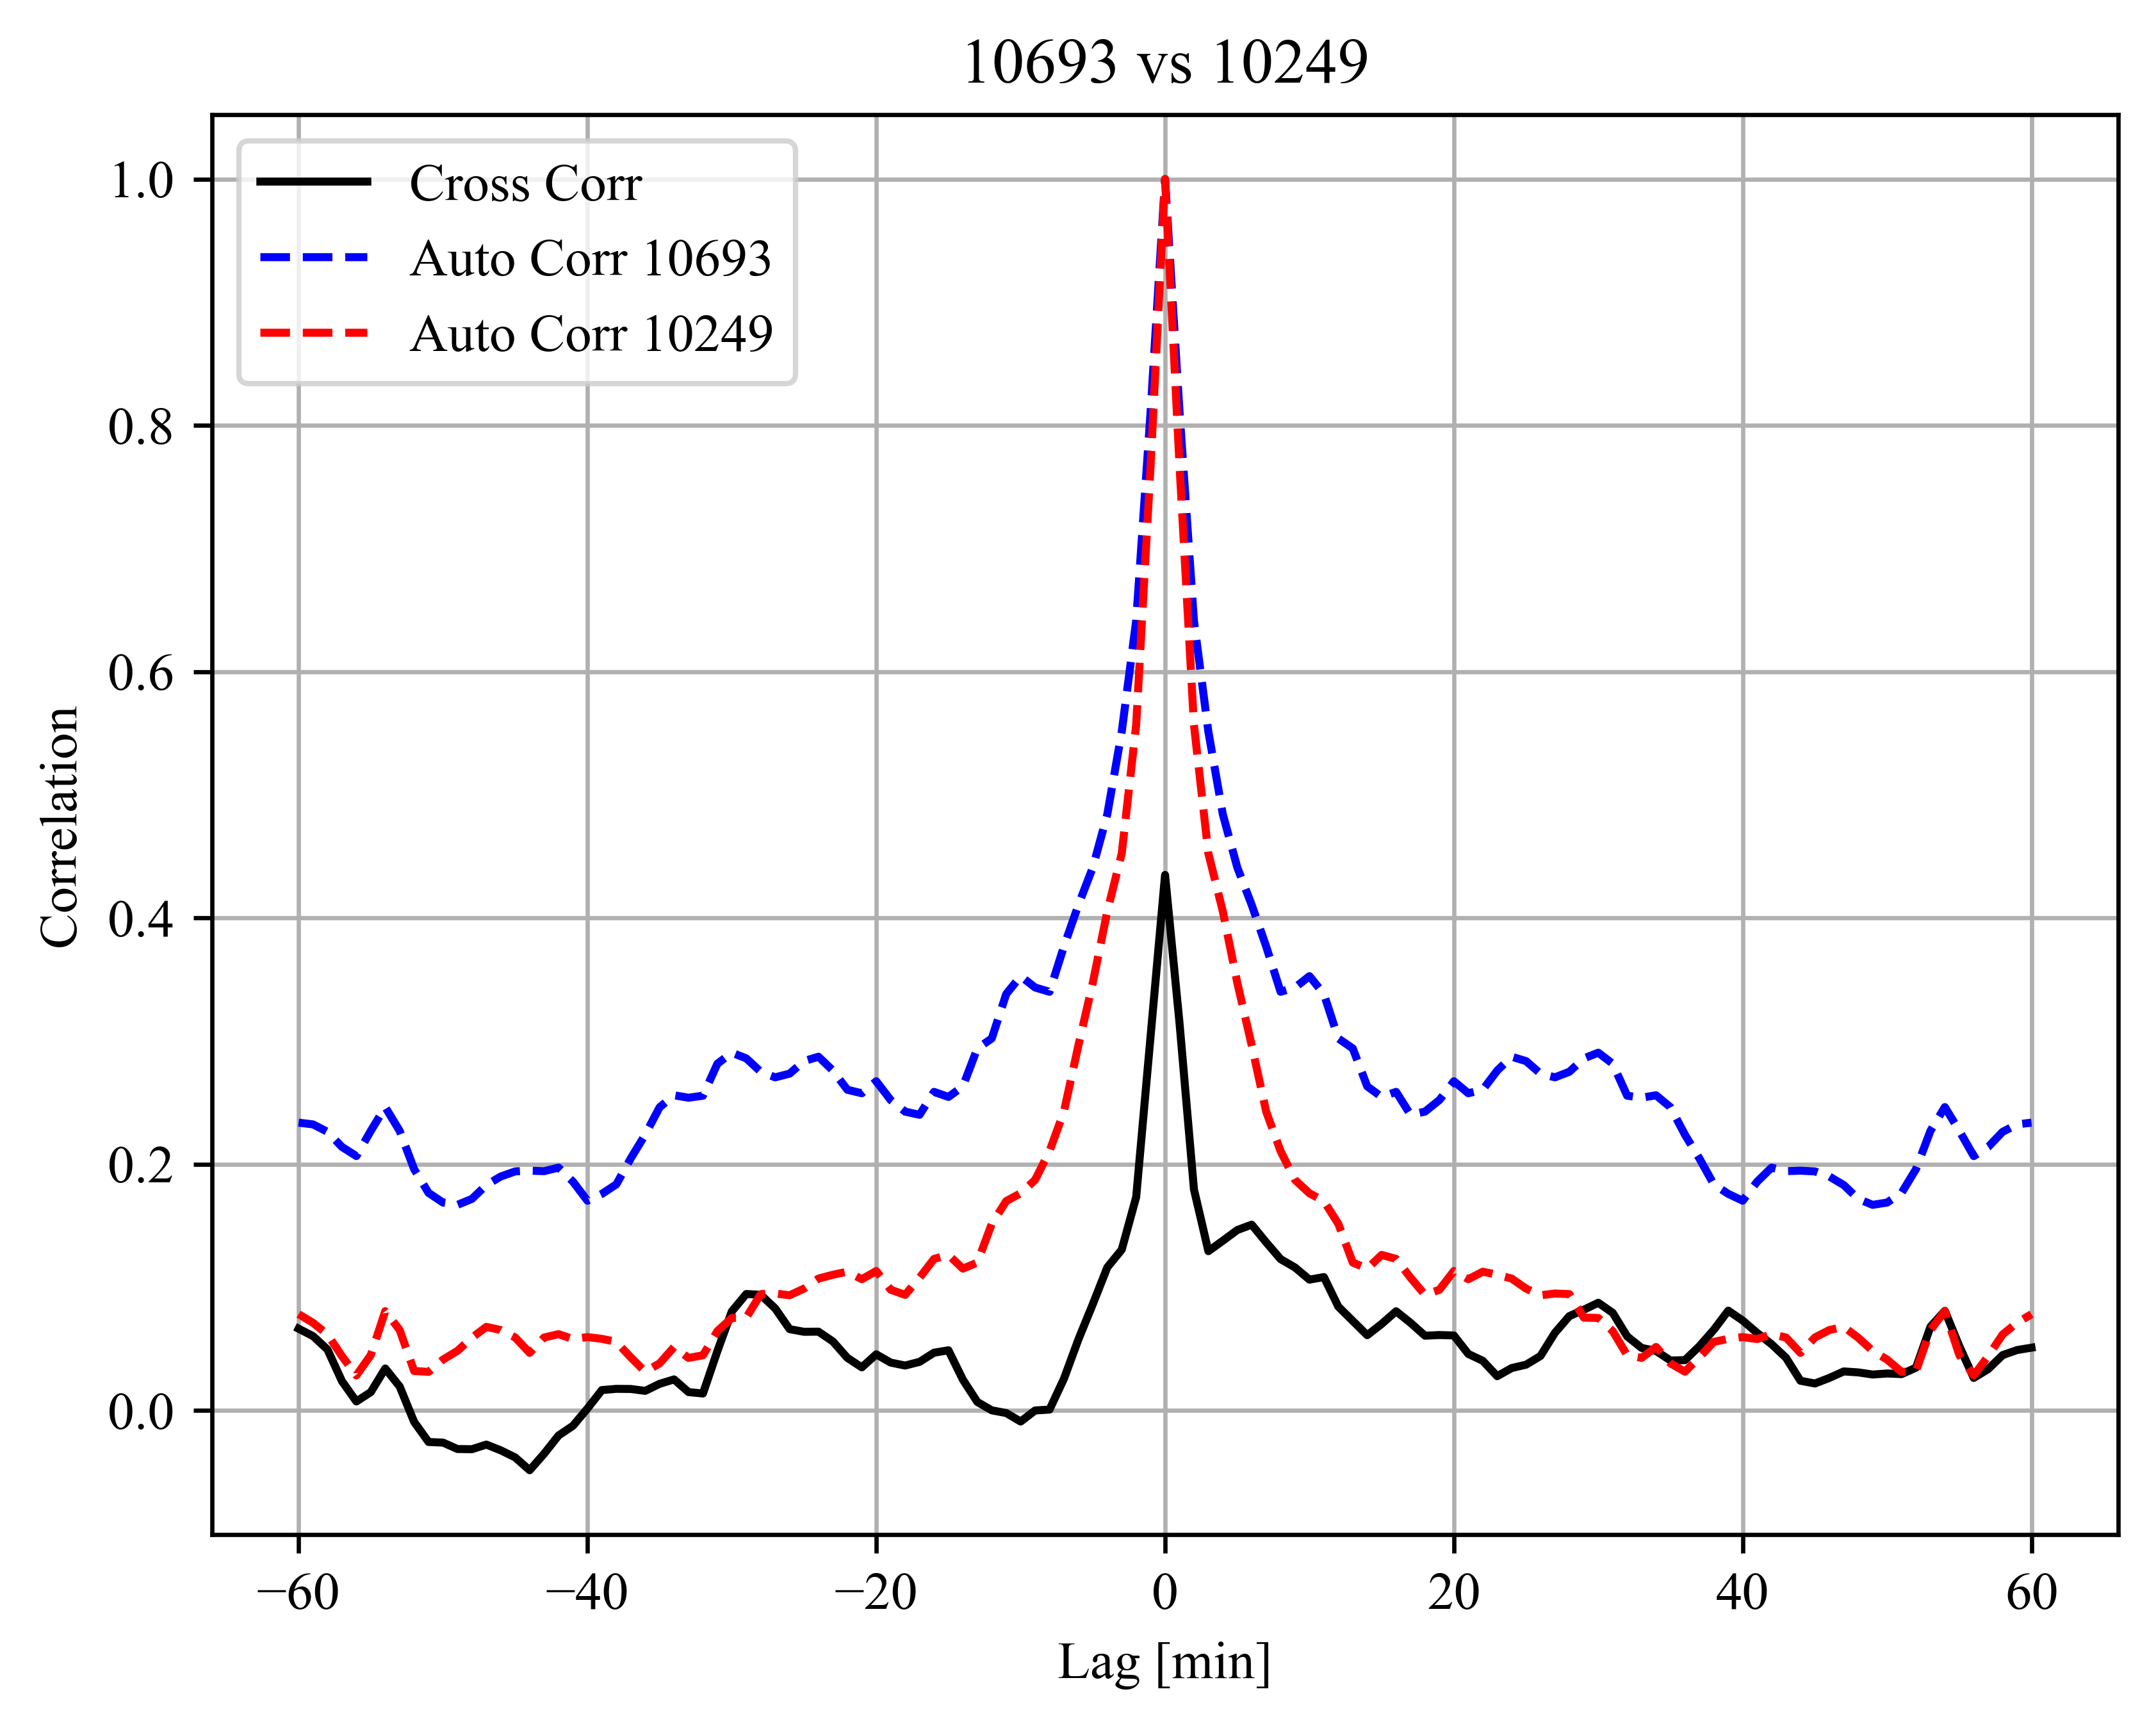 10693 vs 10249
Cross Corr
Auto Corr 10693
Auto Corr 10249
1.0
0.8
0.6
0.4
0.2
0.0
Correlation
−60
−40
−20
0
20
40
60
Lag [min]